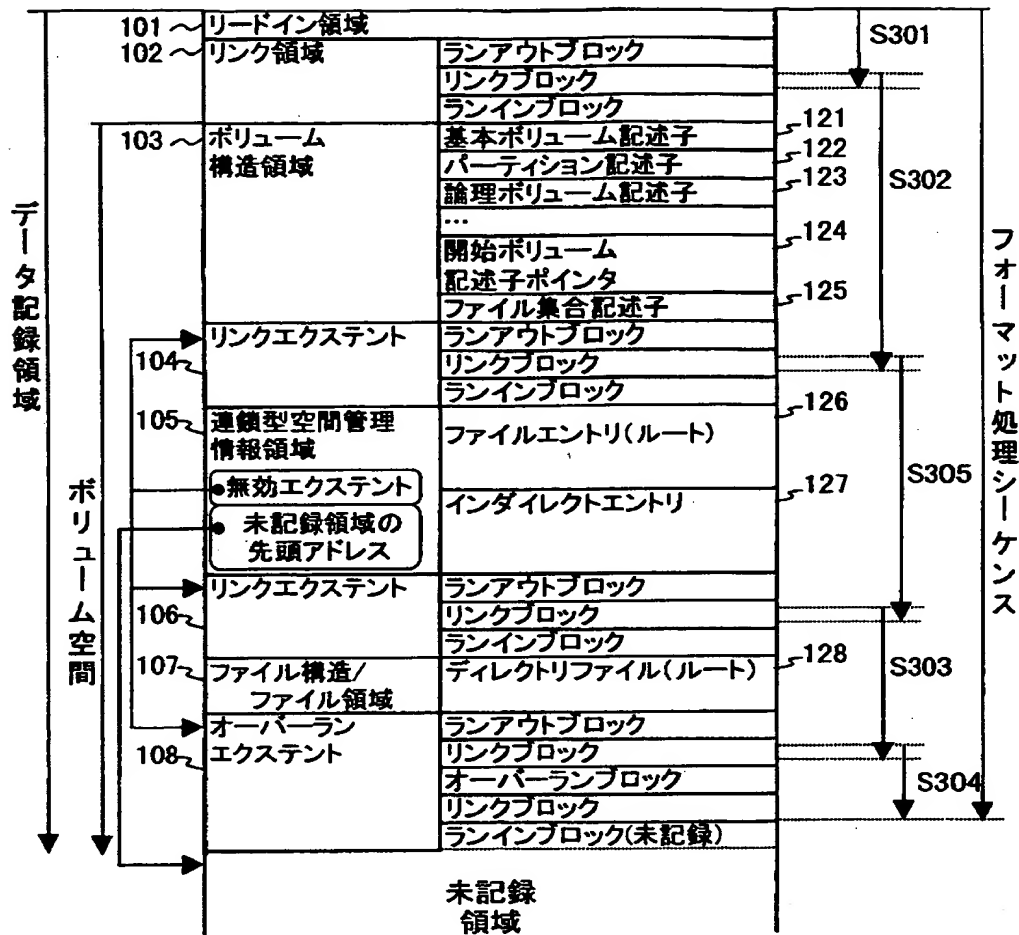 101 リードイン領域
102 リンク領域
ランアウトブロック
リンクブロック
ランインブロック
103 ボリューム
構造領域
基本ボリューム記述子 121
パーティション記述子 122
論理ボリューム記述子 123
…
開始ボリューム 124
記述子ポインタ
ファイル集合記述子 125
リンクエクステント
104
ランアウトブロック
リンクブロック
ランインブロック
105 連鎖型空間管理
情報領域
無効エクステント
未記録領域の
先頭アドレス
ファイルエントリ(ルート) 126
インダイレクトエントリ 127
リンクエクステント
106
ランアウトブロック
リンクブロック
ランインブロック
107 ファイル構造/
ファイル領域
ディレクトリファイル(ルート) 128
オーバーラン
108 エクステント
ランアウトブロック
リンクブロック
オーバーランブロック
リンクブロック
ランインブロック(未記録)
未記録
領域
データ記録領域
ボリューム空間
S301
S302
S305
S303
S304
フォーマット処理シーケンス